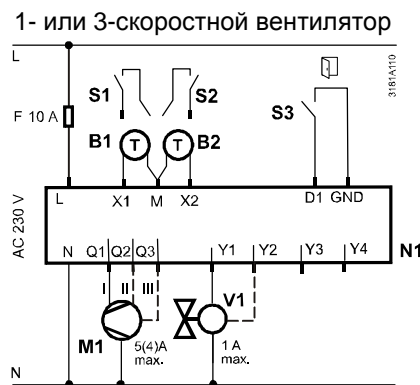 1- или 3-скоростной вентилятор
L
3181A110
S1
S2
S3
F 10 A
B1
T
T
B2
AC 230 V
L
X1
M
X2
D1
GND
N
Q1
Q2
Q3
Y1
Y2
Y3
Y4
N1
I
II
III
M1
V1
5(4)A
max.
1 A
max.
N